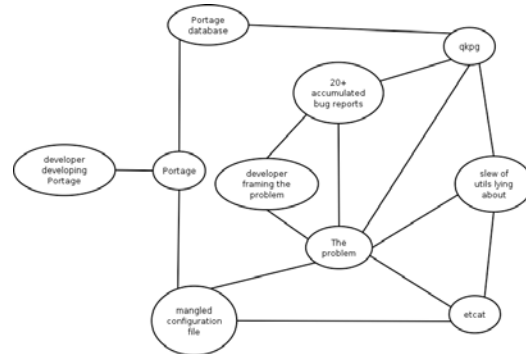 Portage
database
qkpg
20+
accumulated
bug reports
developer
developing
Portage
Portage
developer
framing the
problem
slew of
utils lying
about
The
problem
mangled
configuration
file
etcat